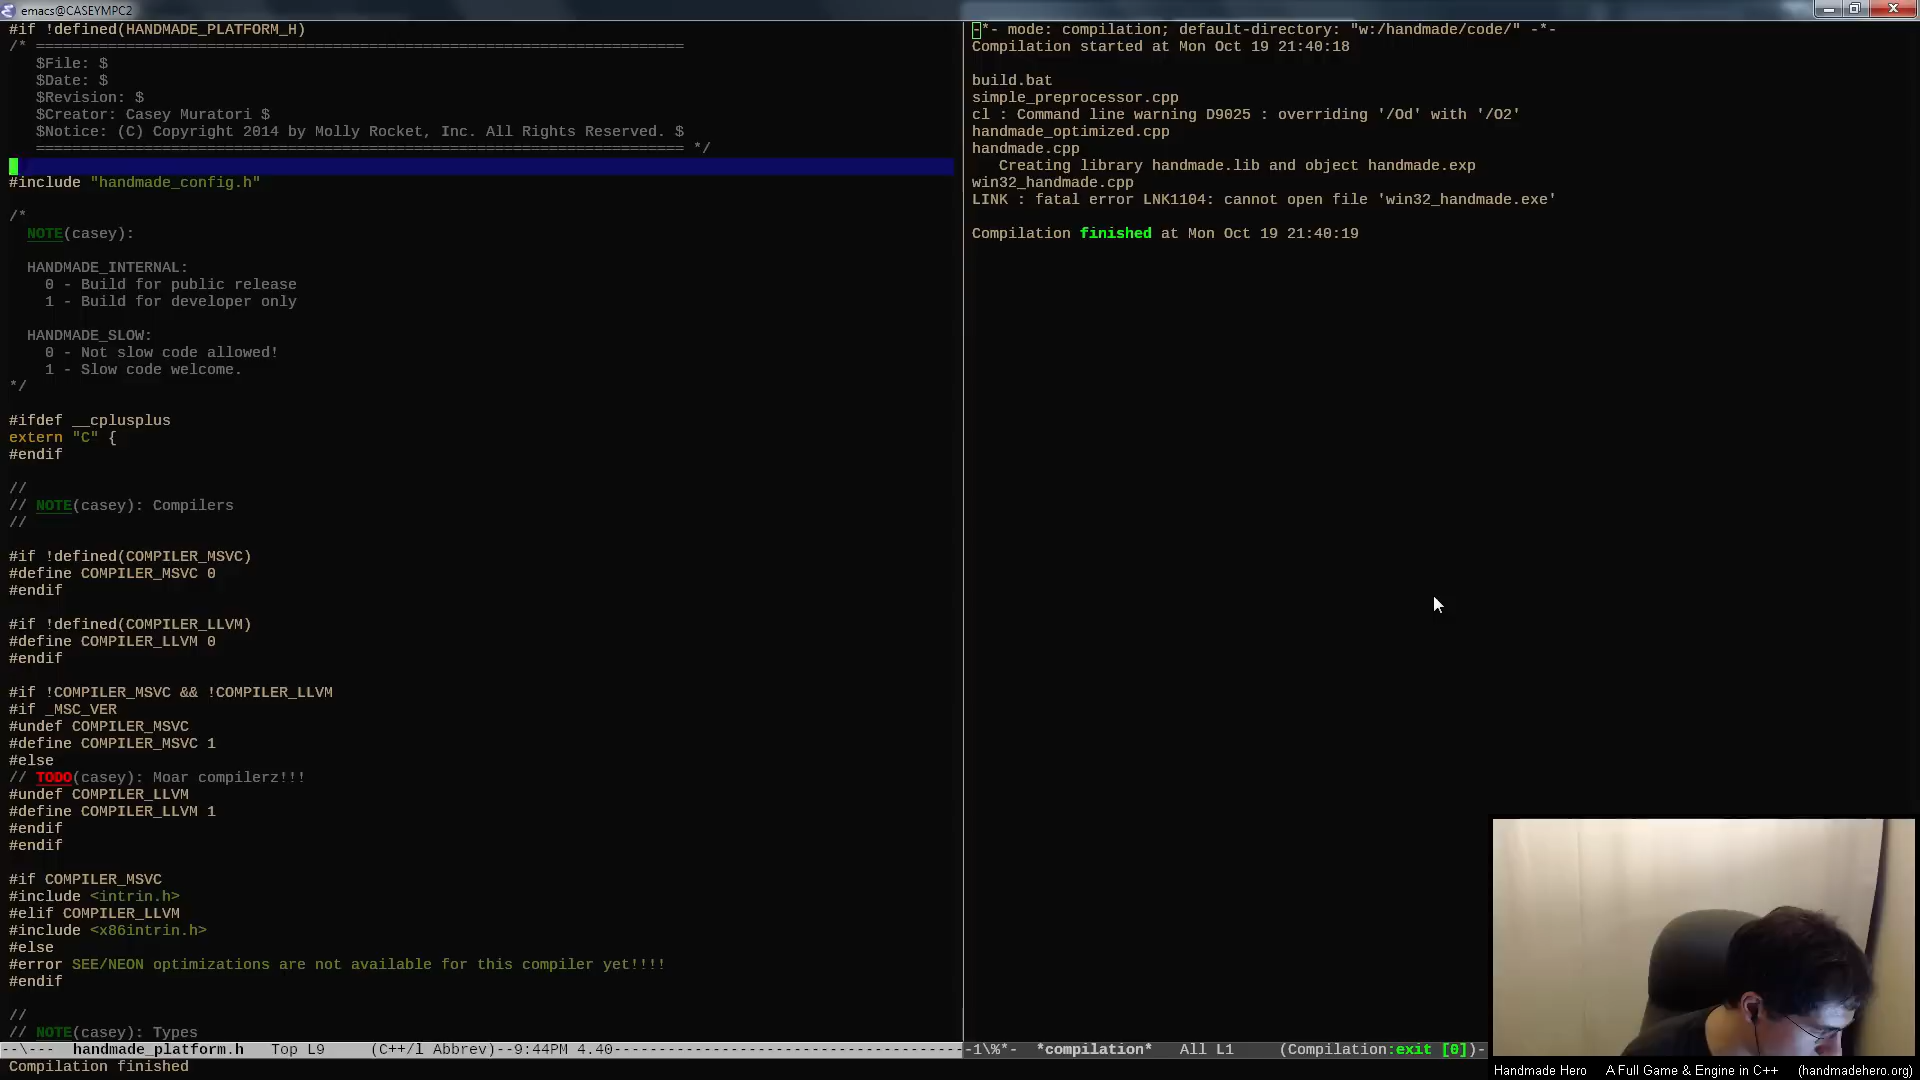 emacs@CASEYMPC2
#if !defined(HANDMADE_PLATFORM_H)
/* ========================================================================
   $File: $
   $Date: $
   $Revision: $
   $Creator: Casey Muratori $
   $Notice: (C) Copyright 2014 by Molly Rocket, Inc. All Rights Reserved. $
   ======================================================================== */
#include "handmade_config.h"
/*
  NOTE(casey):
  HANDMADE_INTERNAL:
    0 - Build for public release
    1 - Build for developer only
  HANDMADE_SLOW:
    0 - Not slow code allowed!
    1 - Slow code welcome.
*/
#ifdef __cplusplus
extern "C" {
#endif
//
// NOTE(casey): Compilers
//
#if !defined(COMPILER_MSVC)
#define COMPILER_MSVC 0
#endif
#if !defined(COMPILER_LLVM)
#define COMPILER_LLVM 0
#endif
#if !COMPILER_MSVC && !COMPILER_LLVM
#if _MSC_VER
#undef COMPILER_MSVC
#define COMPILER_MSVC 1
#else
// TODO(casey): Moar compilerz!!!
#undef COMPILER_LLVM
#define COMPILER_LLVM 1
#endif
#endif
#if COMPILER_MSVC
#include <intrin.h>
#elif COMPILER_LLVM
#include <x86intrin.h>
#else
#error SEE/NEON optimizations are not available for this compiler yet!!!!
#endif
//
// NOTE(casey): Types
--\---  handmade_platform.h   Top L9     (C++/l Abbrev)--9:44PM 4.40---------------------------------------
Compilation finished
-*- mode: compilation; default-directory: "w:/handmade/code/" -*-
Compilation started at Mon Oct 19 21:40:18
build.bat
simple_preprocessor.cpp
cl : Command line warning D9025 : overriding '/Od' with '/O2'
handmade_optimized.cpp
handmade.cpp
   Creating library handmade.lib and object handmade.exp
win32_handmade.cpp
LINK : fatal error LNK1104: cannot open file 'win32_handmade.exe'
Compilation finished at Mon Oct 19 21:40:19
-1\%*-  *compilation*   All L1     (Compilation:exit [0])-
Handmade Hero    A Full Game & Engine in C++    (handmadehero.org)